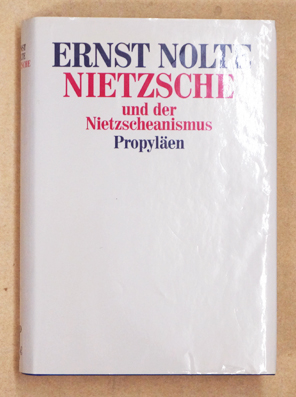 ERNST NOLTE
NIETZSCHE
und der
Nietzscheanismus
Propyläen